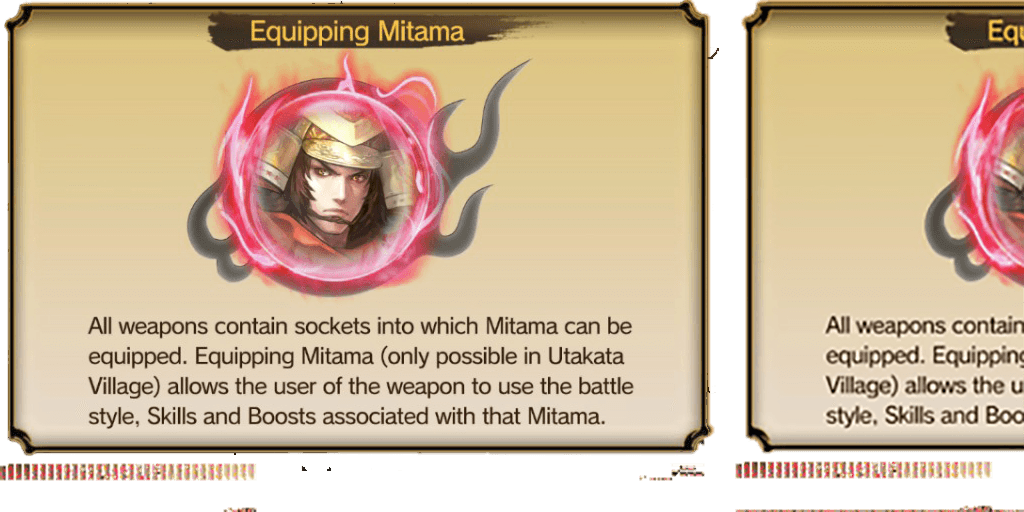 Equipping Mitama
All weapons contain sockets into which Mitama can be
equipped. Equipping Mitama (only possible in Utakata
Village) allows the user of the weapon to use the battle
style, Skills and Boosts associated with that Mitama.
Equ
All weapons contain
equipped. Equipping
Village) allows the u
style, Skills and Boo